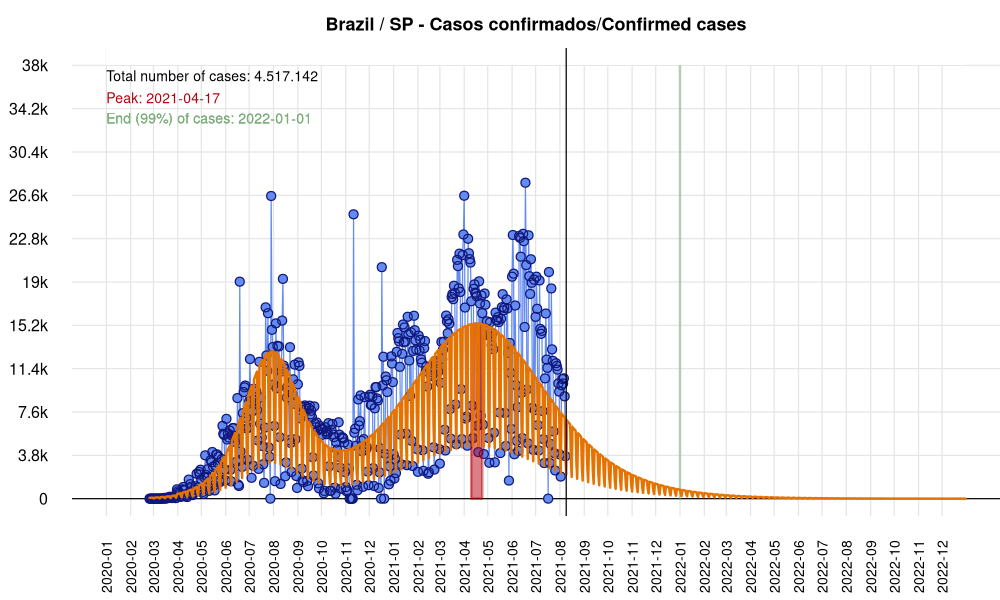 Brazil / SP - Casos confirmados/Confirmed cases
38k
Total number of cases: 4.517.142
Peak: 2021-04-17
End (99%) of cases: 2022-01-01
34.2k
30.4k
26.6k
22.8k
19k
15.2k
11.4k
7.6k
3.8k
0
2020-01
2020-02
2020-03
2020-04
2020-05
2020-06
2020-07
2020-08
2020-09
2020-10
2020-11
2020-12
2021-01
2021-02
2021-03
2021-04
2021-05
2021-06
2021-07
2021-08
2021-09
2021-10
2021-11
2021-12
2022-01
2022-02
2022-03
2022-04
2022-05
2022-06
2022-07
2022-08
2022-09
2022-10
2022-11
2022-12